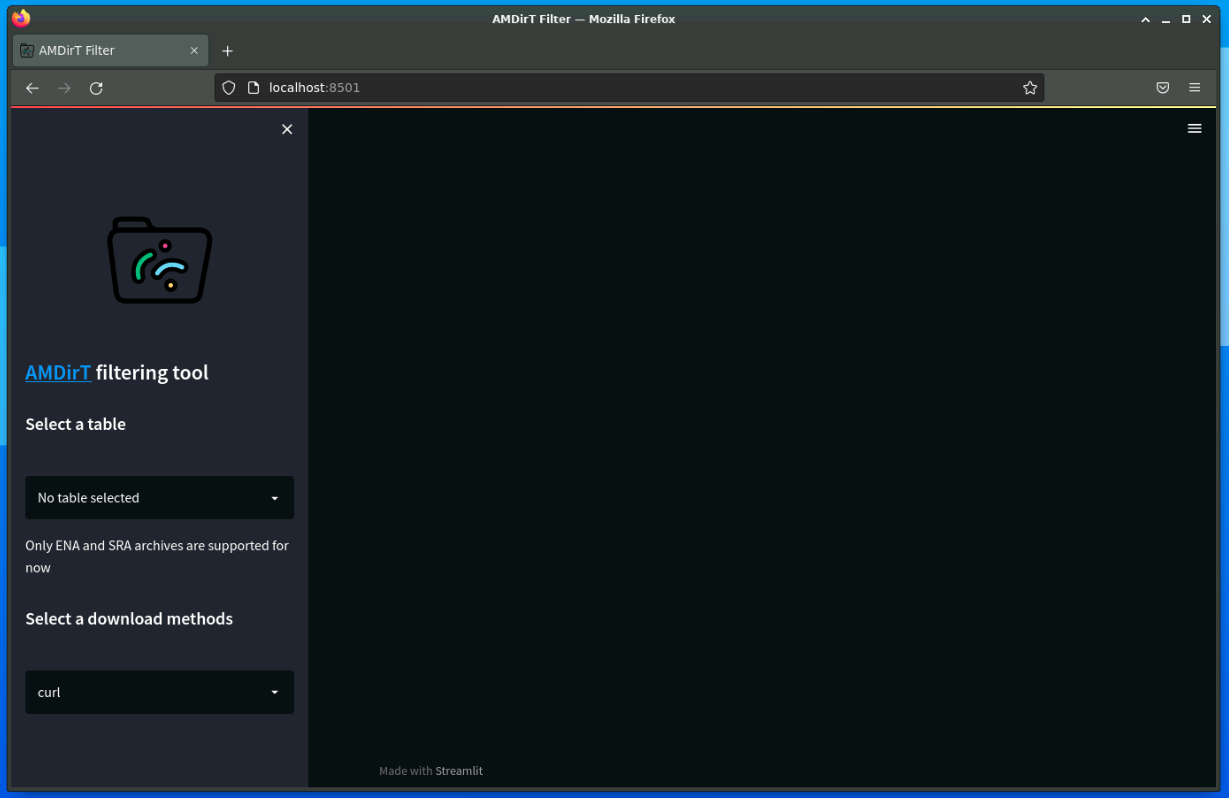 AMDirT Filter — Mozilla Firefox
AMDirT Filter
localhost:8501
AMDirT filtering tool
Select a table
No table selected
Only ENA and SRA archives are supported for
now
Select a download methods
curl
Made with Streamlit